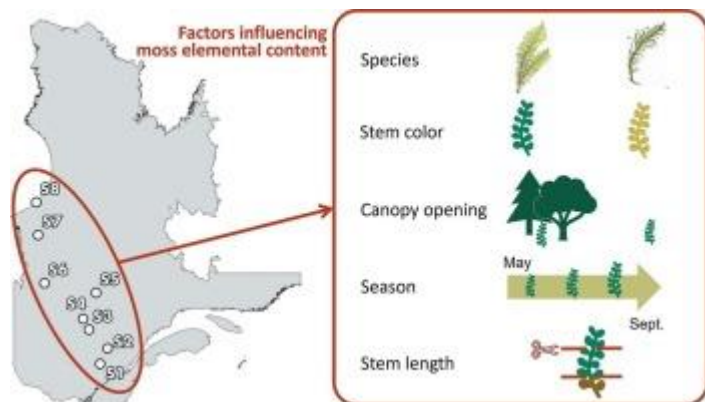 Factors influencing
moss elemental content
Species
Stem color
Canopy opening
May
Season
Sept.
Stem length
S8
S7
S6
S5
S4
S3
S2
S1